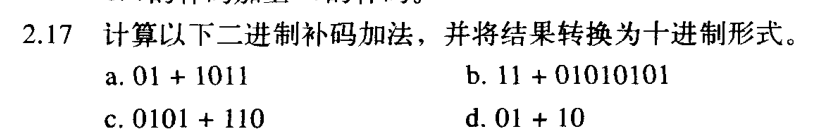 2.17 计算以下二进制补码加法，并将结果转换为十进制形式。
a. 01 + 1011 b. 11 + 01010101
c. 0101 + 110 d. 01 + 10